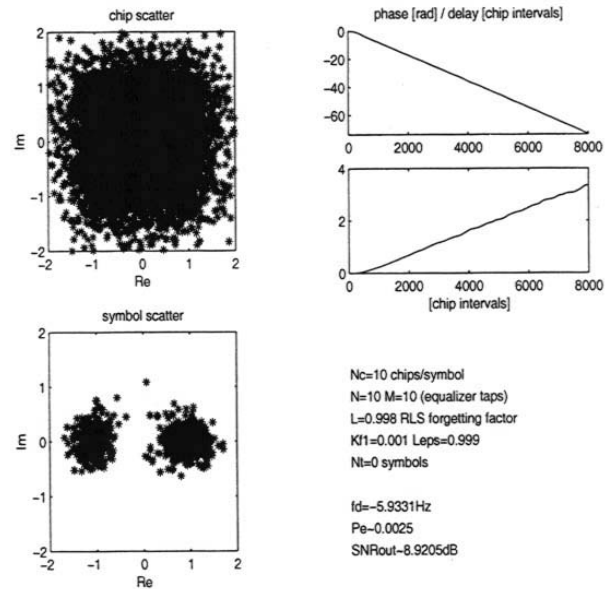 chip scatter
2
1
0
−1
−2
Im
−2
−1
0
1
2
Re
phase [rad] / delay [chip intervals]
0
−20
−40
−60
0
2000
4000
6000
8000
4
2
0
0
2000
4000
6000
8000
[chip intervals]
symbol scatter
2
1
0
−1
−2
Im
−2
−1
0
1
2
Re
Nc=10 chips/symbol
N=10 M=10 (equalizer taps)
L=0.998 RLS forgetting factor
Kf1=0.001 Leps=0.999
Nt=0 symbols
fd=−5.9331Hz
Pe~0.0025
SNRout~8.9205dB